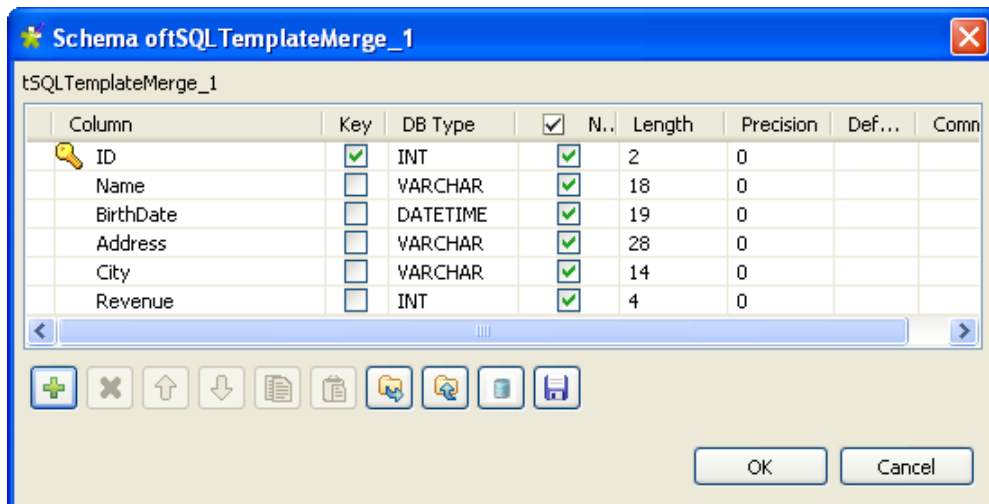 Schema oftSQLTemplateMerge_1
tSQLTemplateMerge_1
Column Key DB Type N.. Length Precision Def... Comm
ID INT 2 0
Name VARCHAR 18 0
BirthDate DATETIME 19 0
Address VARCHAR 28 0
City VARCHAR 14 0
Revenue INT 4 0
OK Cancel